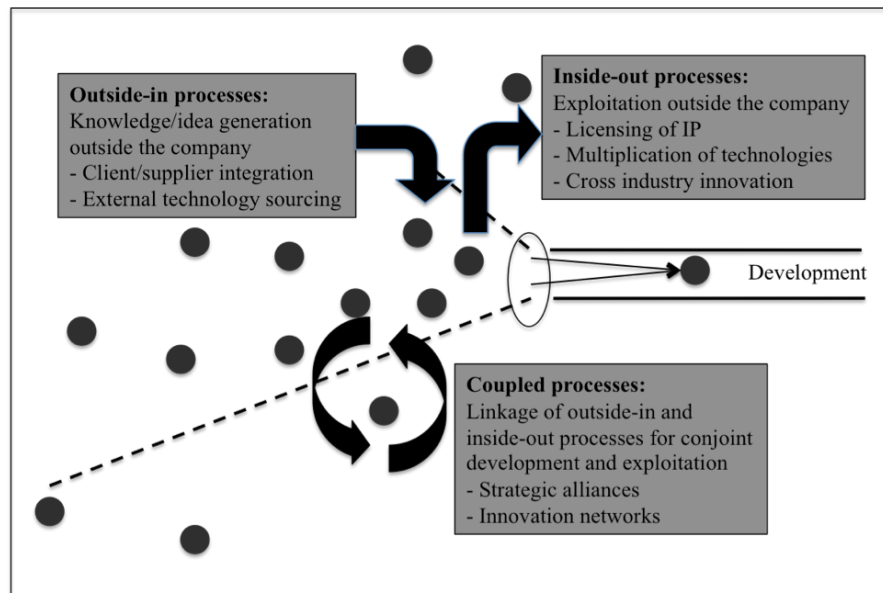 Outside-in processes:
Knowledge/idea generation
outside the company
- Client/supplier integration
- External technology sourcing
Inside-out processes:
Exploitation outside the company
- Licensing of IP
- Multiplication of technologies
- Cross industry innovation
Development
Coupled processes:
Linkage of outside-in and
inside-out processes for conjoint
development and exploitation
- Strategic alliances
- Innovation networks